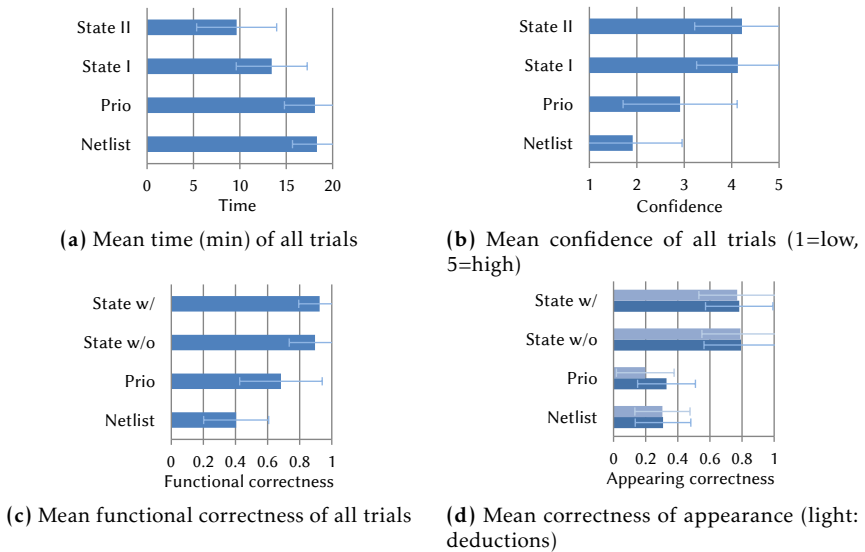 State II
State I
Prio
Netlist
0 5 10 15 20
Time
(a) Mean time (min) of all trials
State II
State I
Prio
Netlist
1 2 3 4 5
Confidence
(b) Mean confidence of all trials (1=low,
5=high)
State w/
State w/o
Prio
Netlist
0 0.2 0.4 0.6 0.8 1
Functional correctness
(c) Mean functional correctness of all trials
State w/
State w/o
Prio
Netlist
0 0.2 0.4 0.6 0.8 1
Appearing correctness
(d) Mean correctness of appearance (light:
deductions)